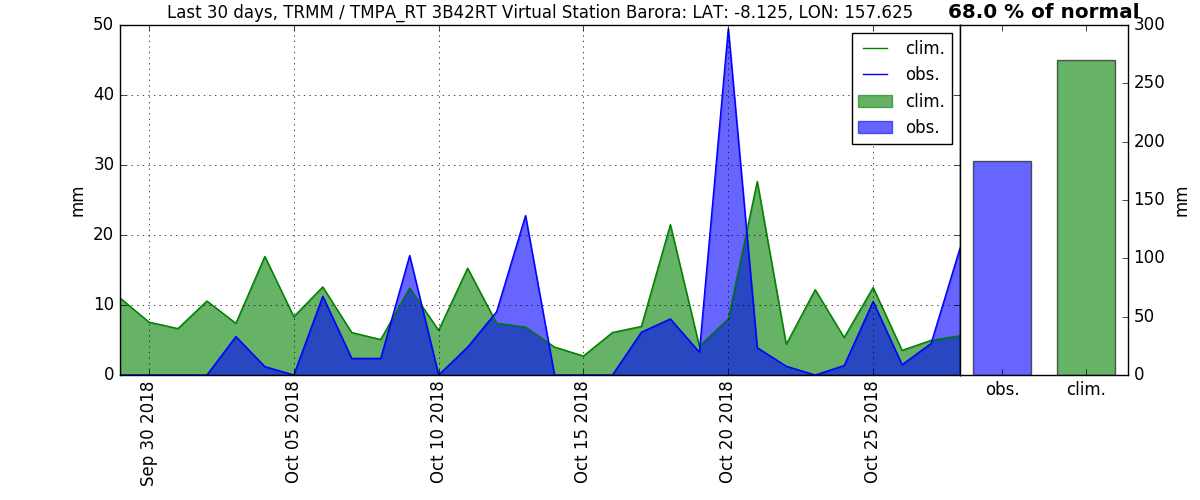 Last 30 days, TRMM / TMPA_RT 3B42RT Virtual Station Barora: LAT: -8.125, LON: 157.625
68.0 % of normal
50
40
30
20
10
0
mm
clim.
obs.
clim.
obs.
Sep 30 2018
Oct 05 2018
Oct 10 2018
Oct 15 2018
Oct 20 2018
Oct 25 2018
300
250
200
150
100
50
0
mm
obs.
clim.